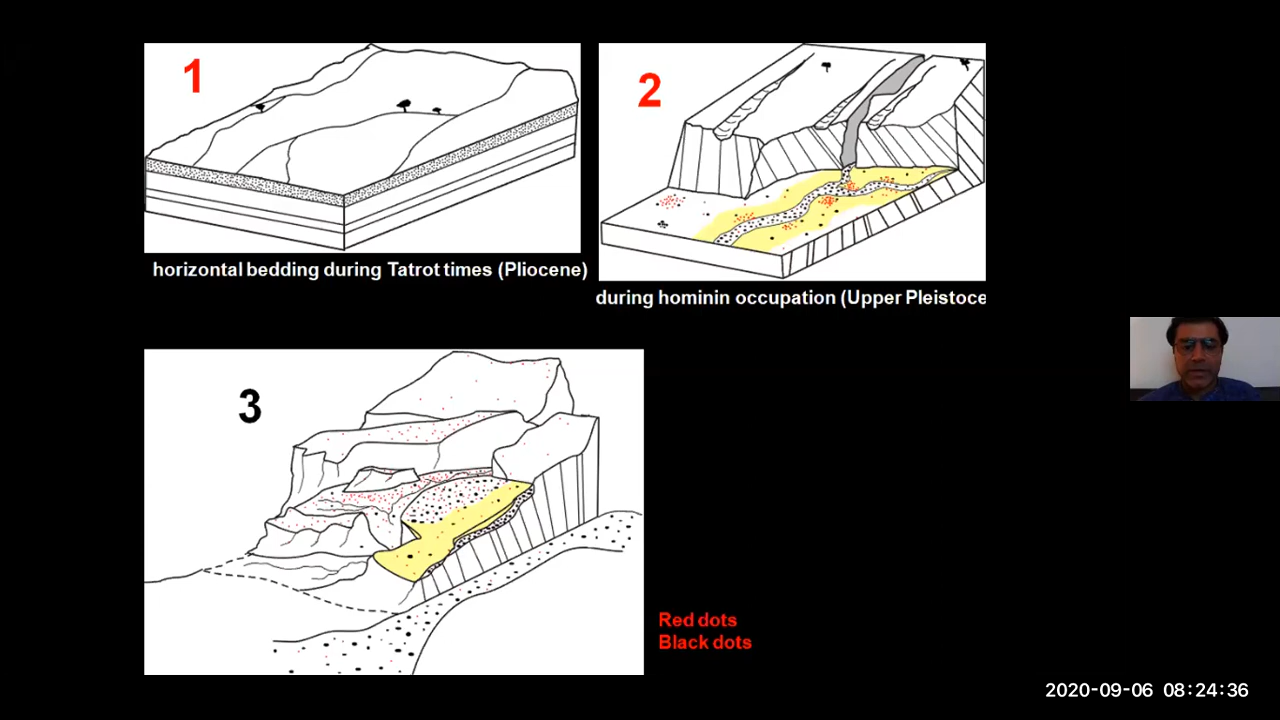 1
2
horizontal bedding during Tatrot times (Pliocene)
during hominin occupation (Upper Pleistoce
3
Red dots
Black dots
2020-09-06 08:24:36